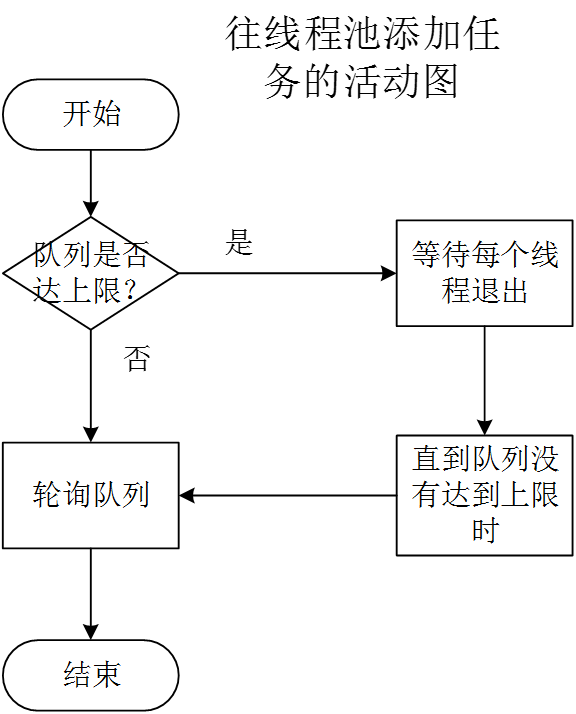 往线程池添加任
务的活动图
开始
队列是否
达上限？
是
等待每个线
程退出
否
轮询队列
直到队列没
有达到上限
时
结束